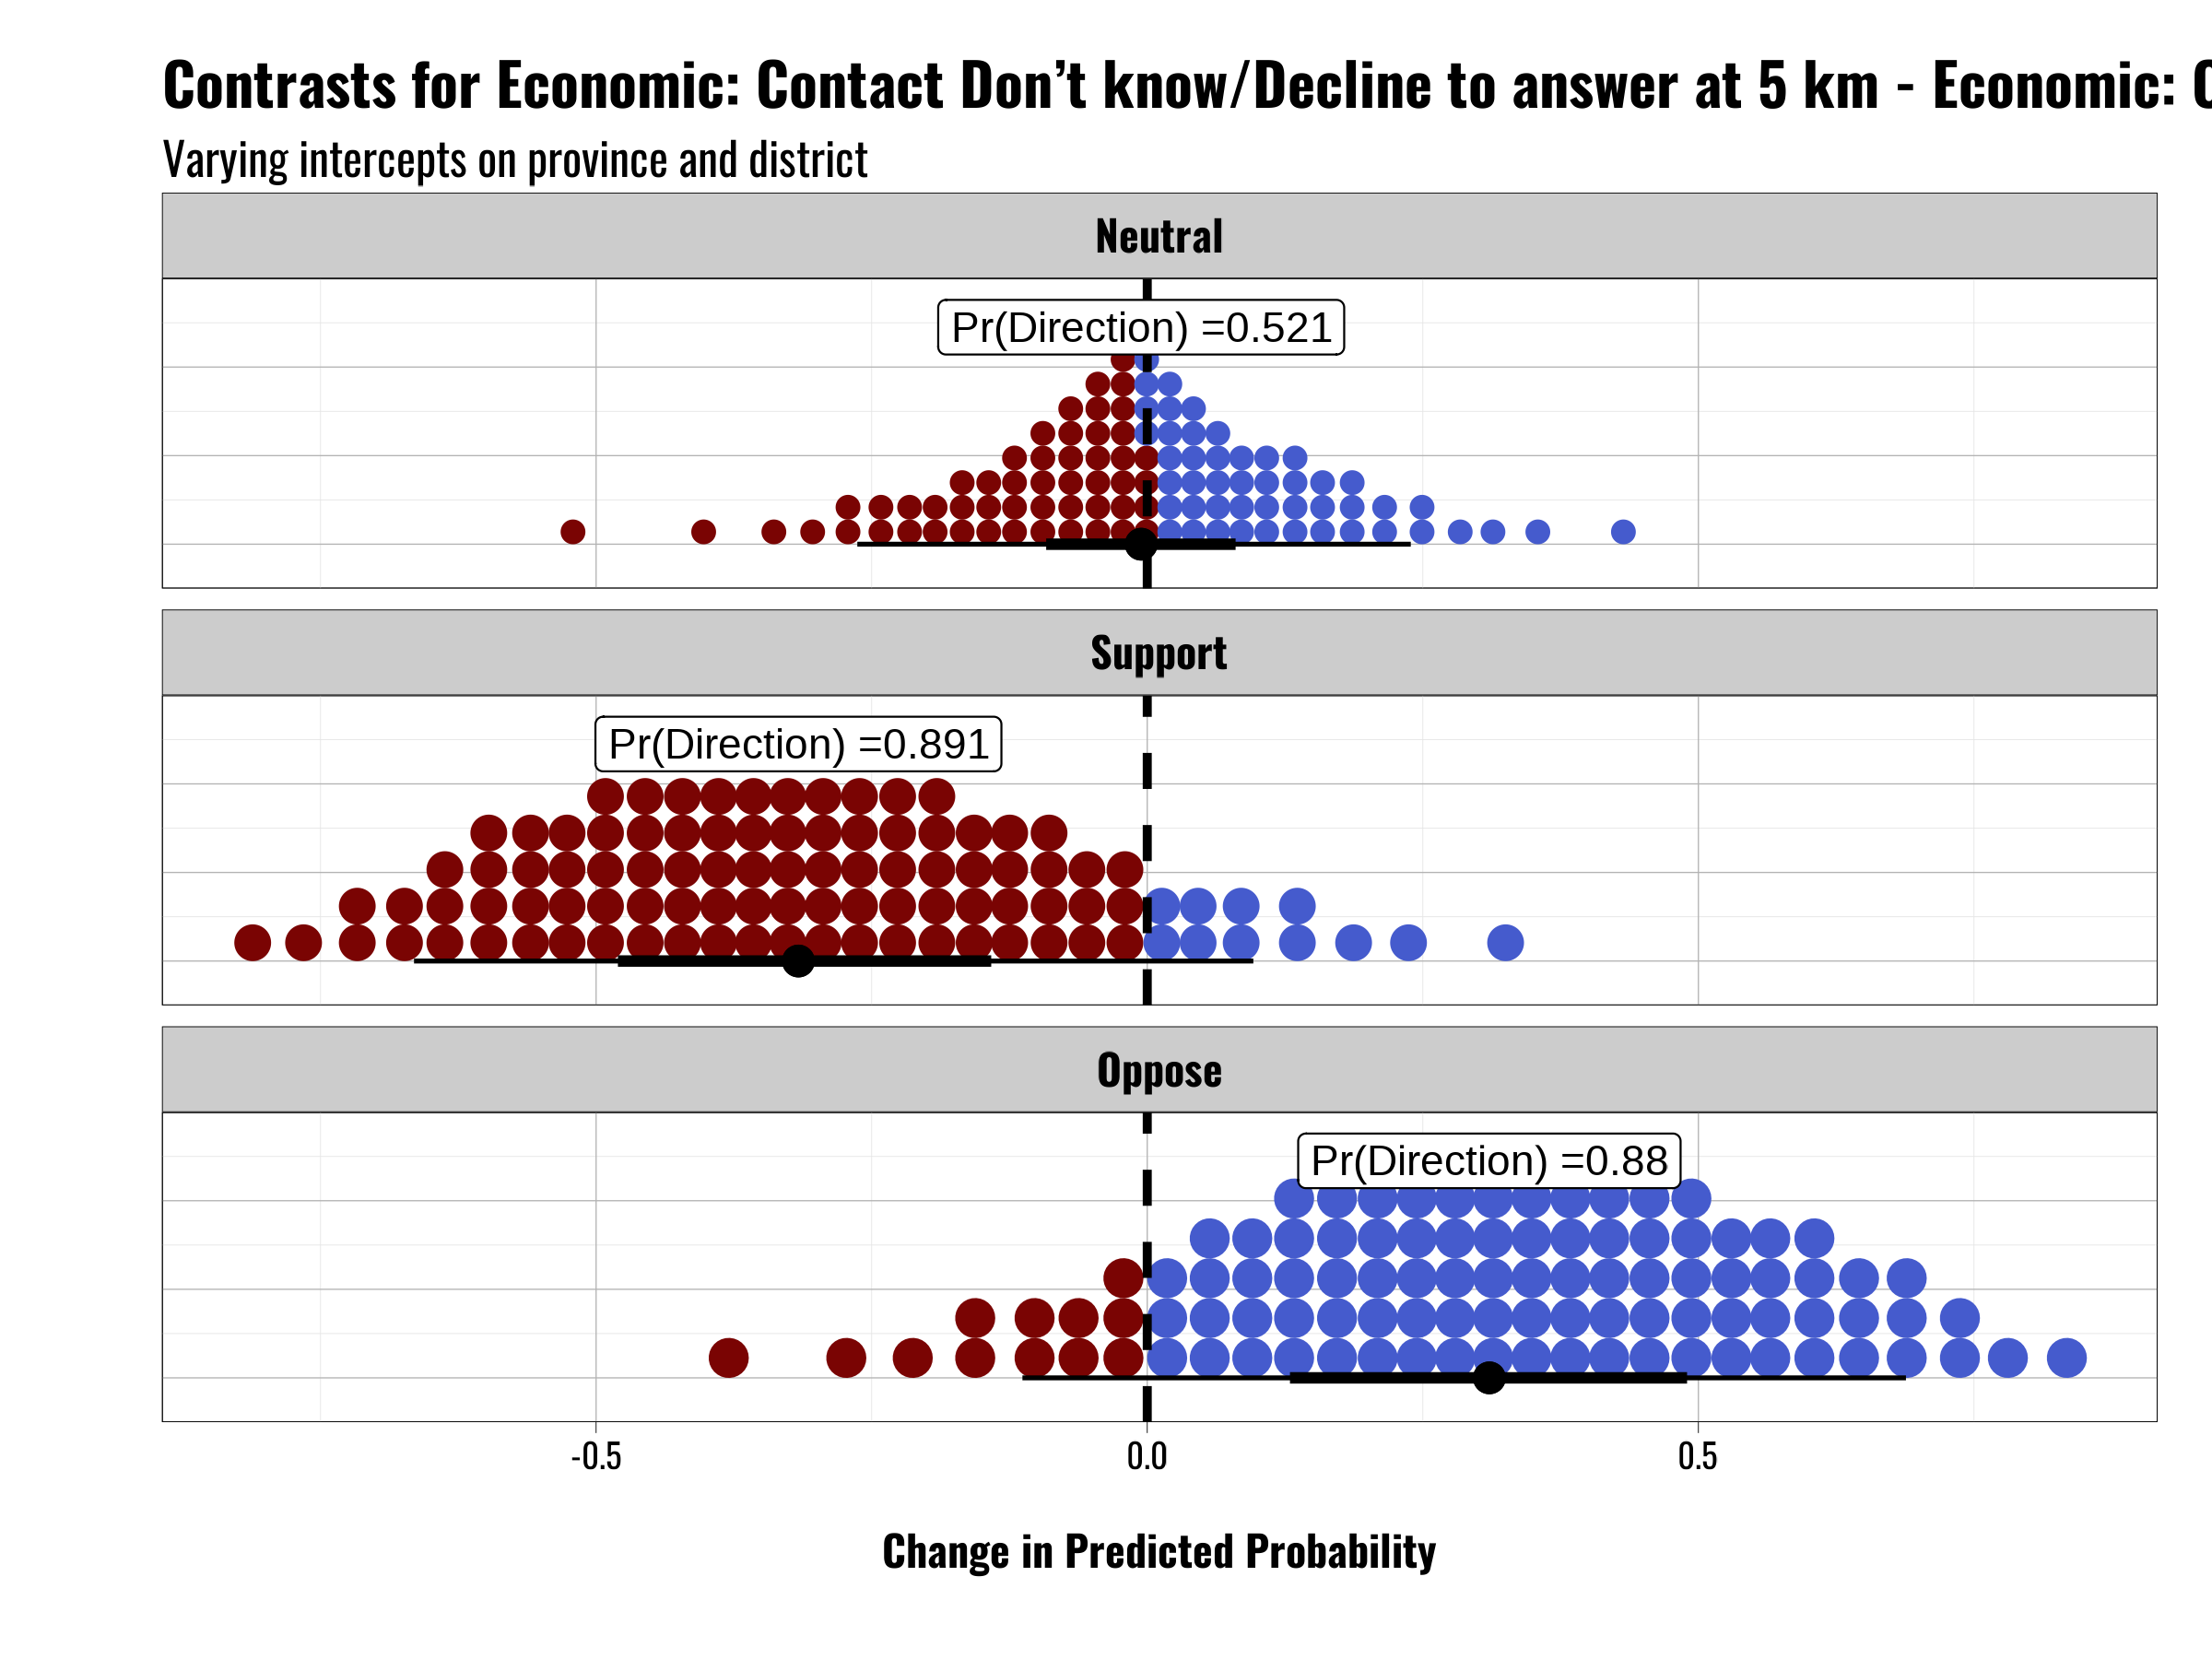 Contrasts for Economic: Contact Don’t know/Decline to answer at 5 km - Economic:
Varying intercepts on province and district
Neutral
Pr(Direction) =0.521
Support
Pr(Direction) =0.891
Oppose
Pr(Direction) =0.88
-0.5 0.0 0.5
Change in Predicted Probability